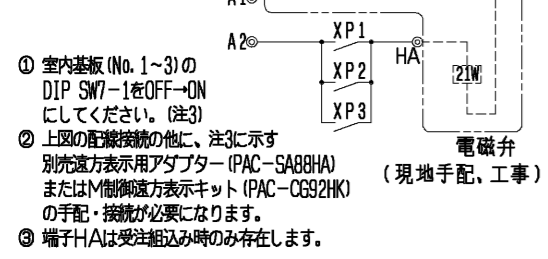 A1
A2
XP1
HA
XP2
21W
XP3
電磁弁
(現地手配、工事)
① 室内基板(No. 1~3)の
DIP SW7-1をOFF→ON
にしてください。(注3)
② 上図の配線接続の他に、注3に示す
別売遠方表示用アダプター(PAC-SA88HA)
またはM制御遠方表示キット(PAC-CG92HK)
の手配・接続が必要になります。
③ 端子HAは受注組込み時のみ存在します。